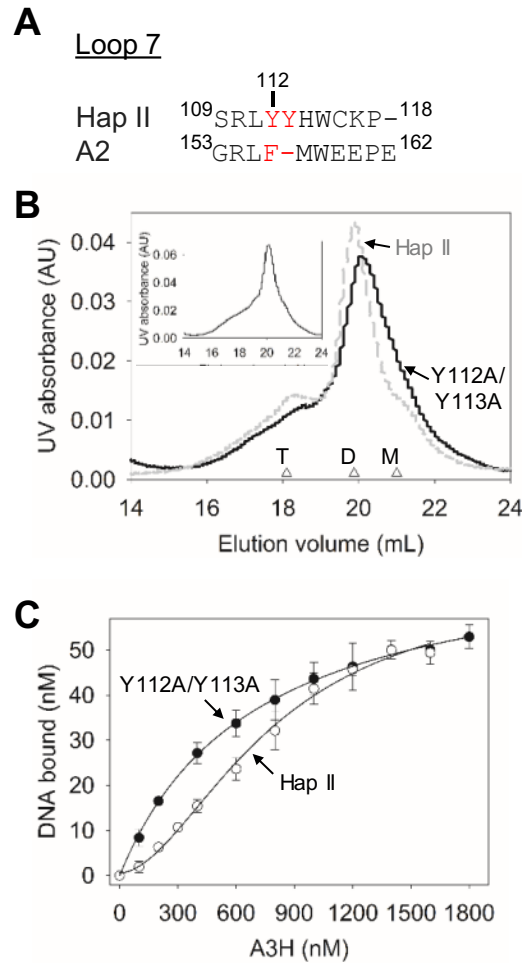 A
Loop 7
112
Hap II 109SRLYYHWCKP-118
A2 153GRLF-MWEEPE162
B
UV absorbance (AU)
0.04
0.03
0.02
0.01
0.00
UV absorbance (AU)
0.06
0.04
0.02
0.00
14 16 18 20 22 24
Hap II
Y112A/
Y113A
T D M
14 16 18 20 22 24
Elution volume (mL)
C
DNA bound (nM)
50
40
30
20
10
0
Y112A/Y113A
Hap II
0 300 600 900 1200 1500 1800
A3H (nM)